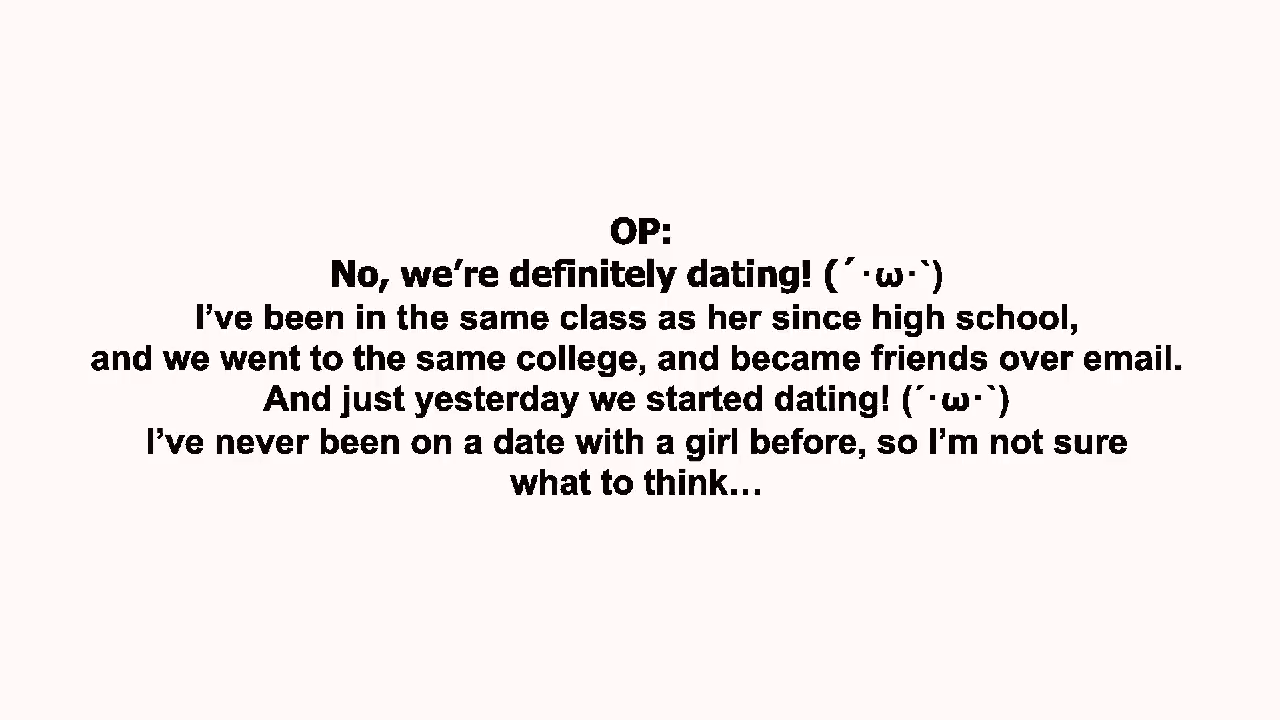 OP:
No, we’re definitely dating! (´･ω･`)
I’ve been in the same class as her since high school,
and we went to the same college, and became friends over email.
And just yesterday we started dating! (´･ω･`)
I’ve never been on a date with a girl before, so I’m not sure
what to think…